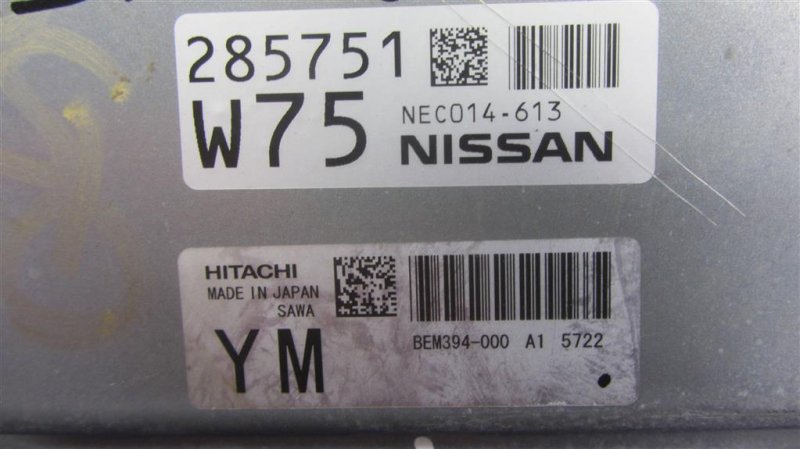 285751
W75
NEC014-613
NISSAN
HITACHI
MADE IN JAPAN
SAWA
YM
BEM394-000 A1 5722